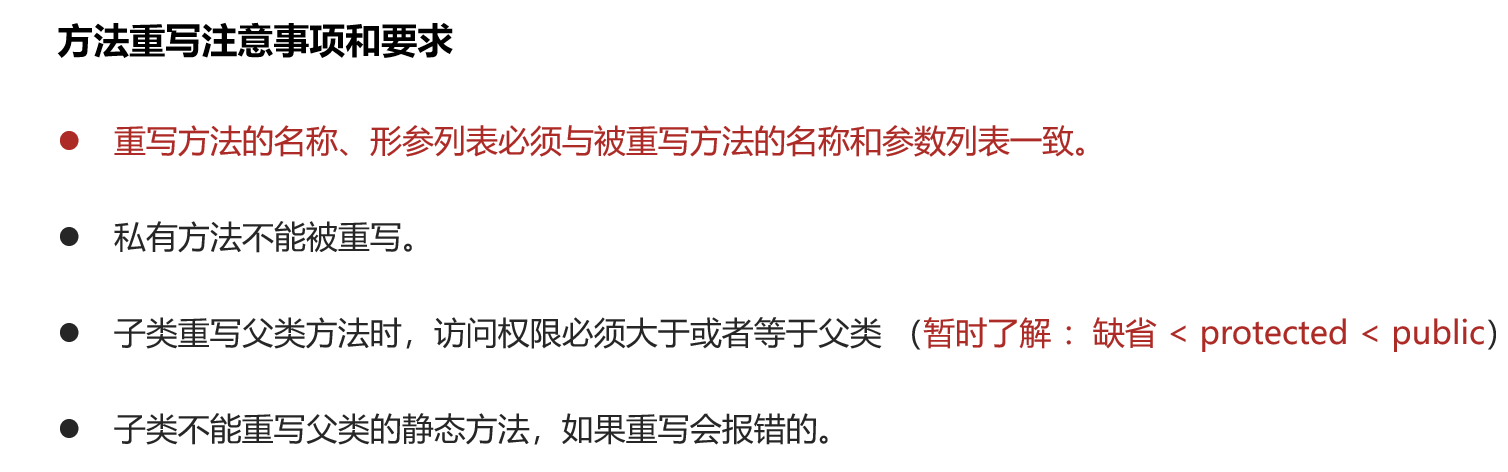 方法重写注意事项和要求
● 重写方法的名称、形参列表必须与被重写方法的名称和参数列表一致。
● 私有方法不能被重写。
● 子类重写父类方法时，访问权限必须大于或者等于父类 （暂时了解 ：缺省 < protected < public）
● 子类不能重写父类的静态方法，如果重写会报错的。